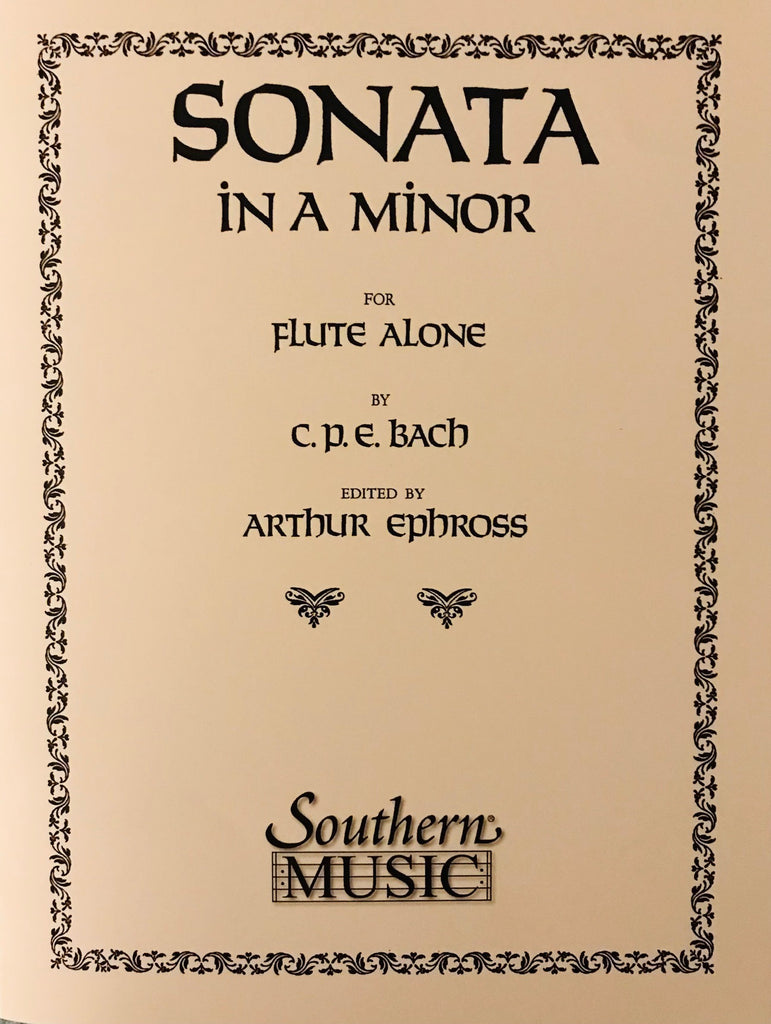 SONATA
IN A MINOR
FOR
FLUTE ALONE
BY
C. P. E. BACH
EDITED BY
ARTHUR EPHROSS
Southern®
MUSIC